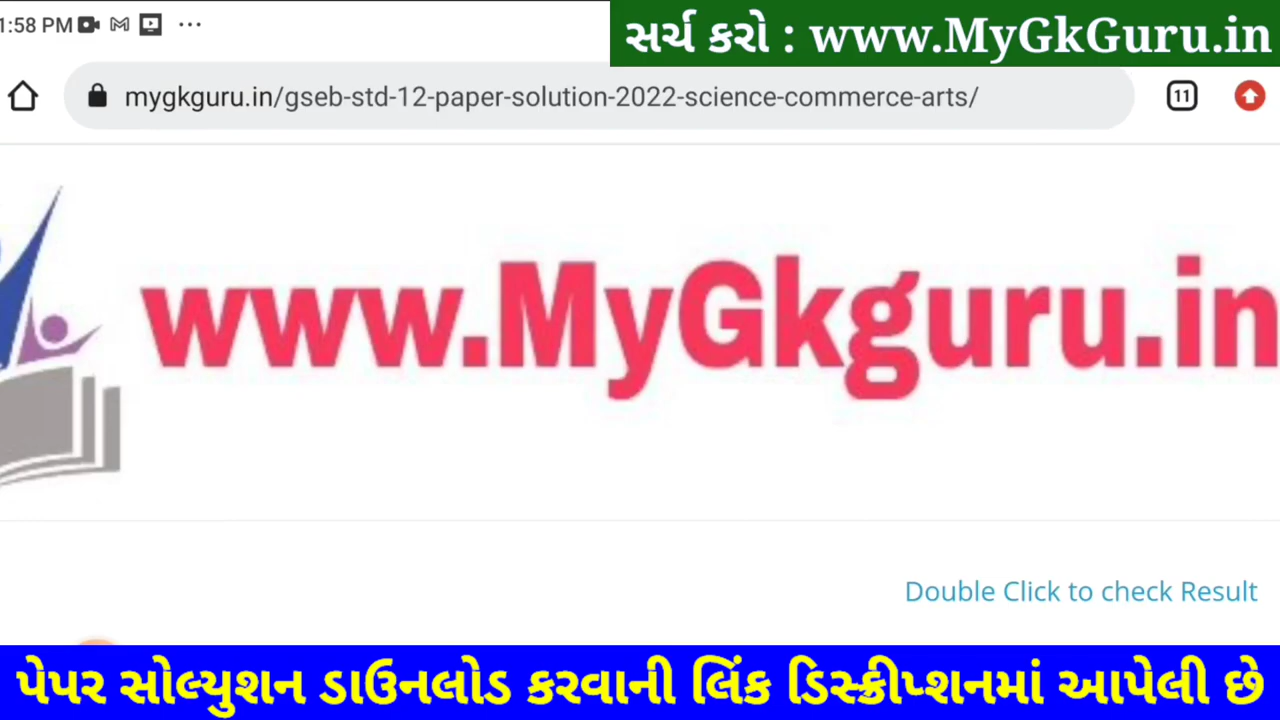 1:58 PM
સર્ચ કરો : www.MyGkGuru.in
mygkguru.in/gseb-std-12-paper-solution-2022-science-commerce-arts/
11
www.MyGkguru.in
Double Click to check Result
પેપર સોલ્યુશન ડાઉનલોડ કરવાની લિંક ડિસ્ક્રીપ્શનમાં આપેલી છે